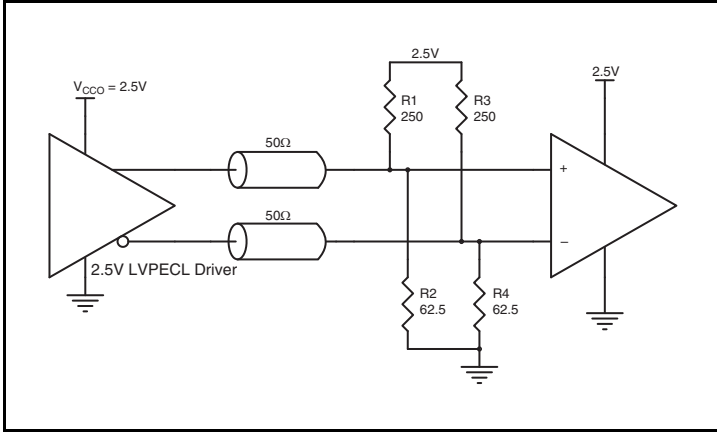 2.5V
V_CCO = 2.5V
2.5V
R1
250
R3
250
50Ω
+
50Ω
−
2.5V LVPECL Driver
R2
62.5
R4
62.5